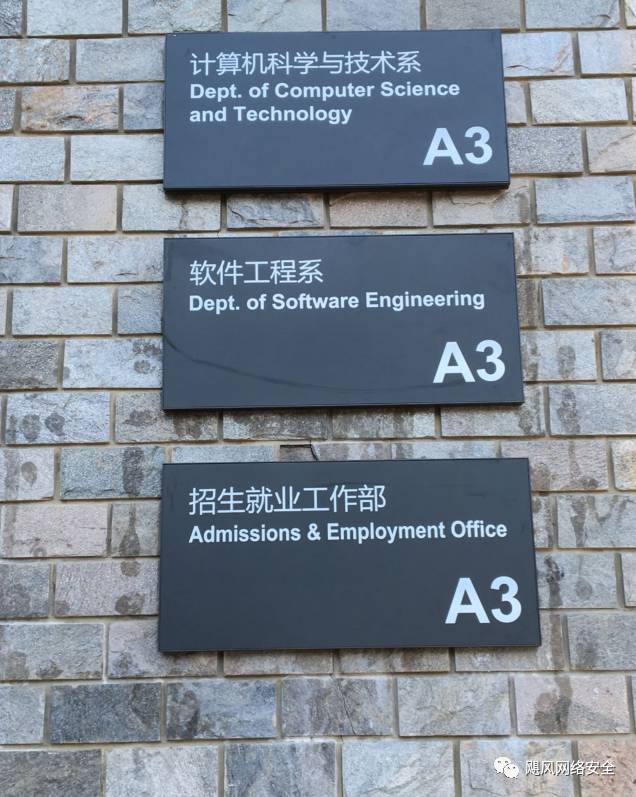 计算机科学与技术系
Dept. of Computer Science
and Technology
A3
软件工程系
Dept. of Software Engineering
A3
招生就业工作部
Admissions & Employment Office
A3
飓风网络安全